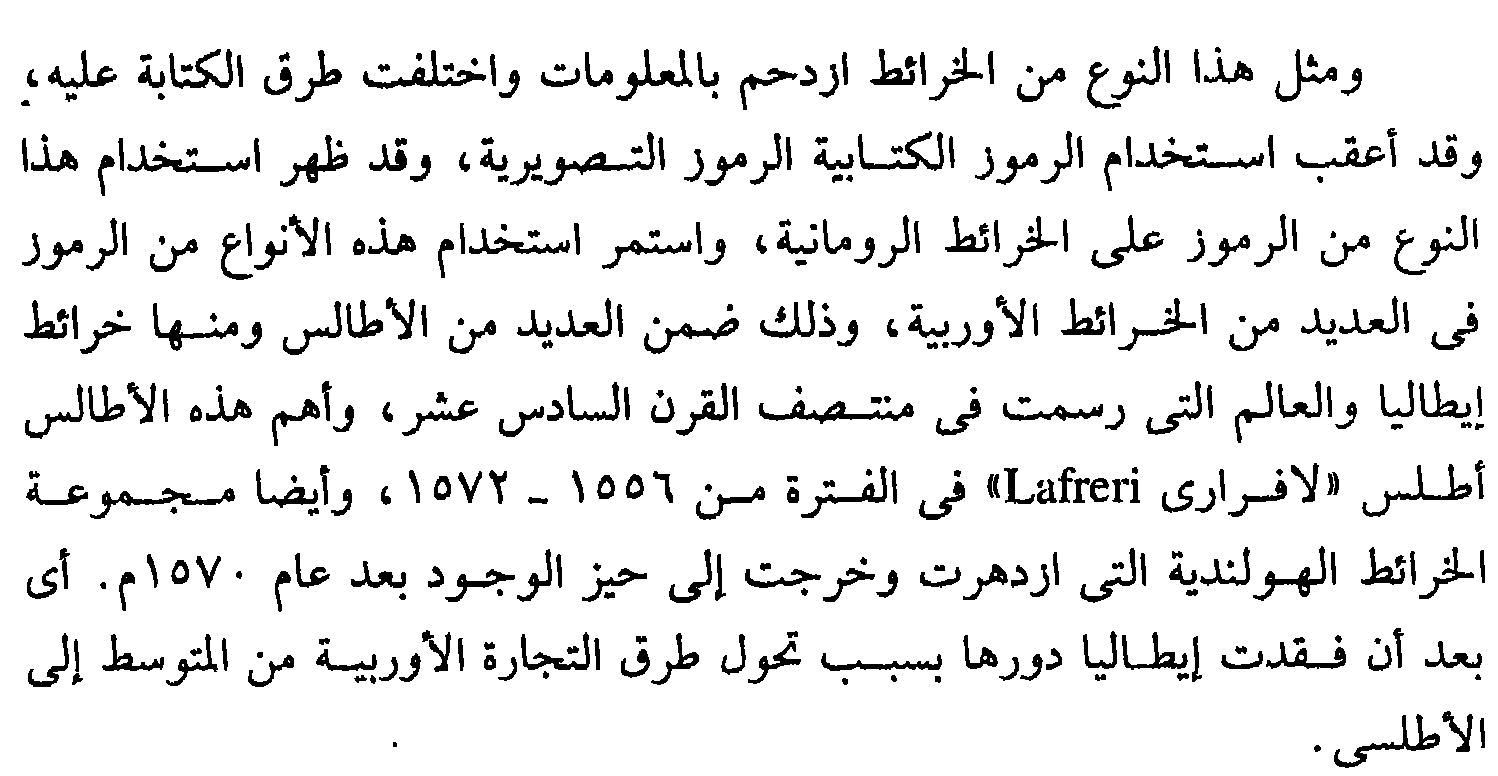 ومثل هذا النوع من الخرائط ازدحم بالمعلومات واختلفت طرق الكتابة عليه،
وقد أعقب استخدام الرموز الكتابية الرموز التصويرية، وقد ظهر استخدام هذا
النوع من الرموز على الخرائط الرومانية، واستمر استخدام هذه الأنواع من الرموز
فى العديد من الخرائط الأوربية، وذلك ضمن العديد من الأطالس ومنها خرائط
إيطاليا والعالم التى رسمت فى منتصف القرن السادس عشر، وأهم هذه الأطالس
أطلس «لافرارى Lafreri» فى الفترة من ١٥٥٦ ـ ١٥٧٢، وأيضا مجموعة
الخرائط الهولندية التى ازدهرت وخرجت إلى حيز الوجود بعد عام ١٥٧٠م. أى
بعد أن فقدت إيطاليا دورها بسبب تحول طرق التجارة الأوربية من المتوسط إلى
الأطلسى.